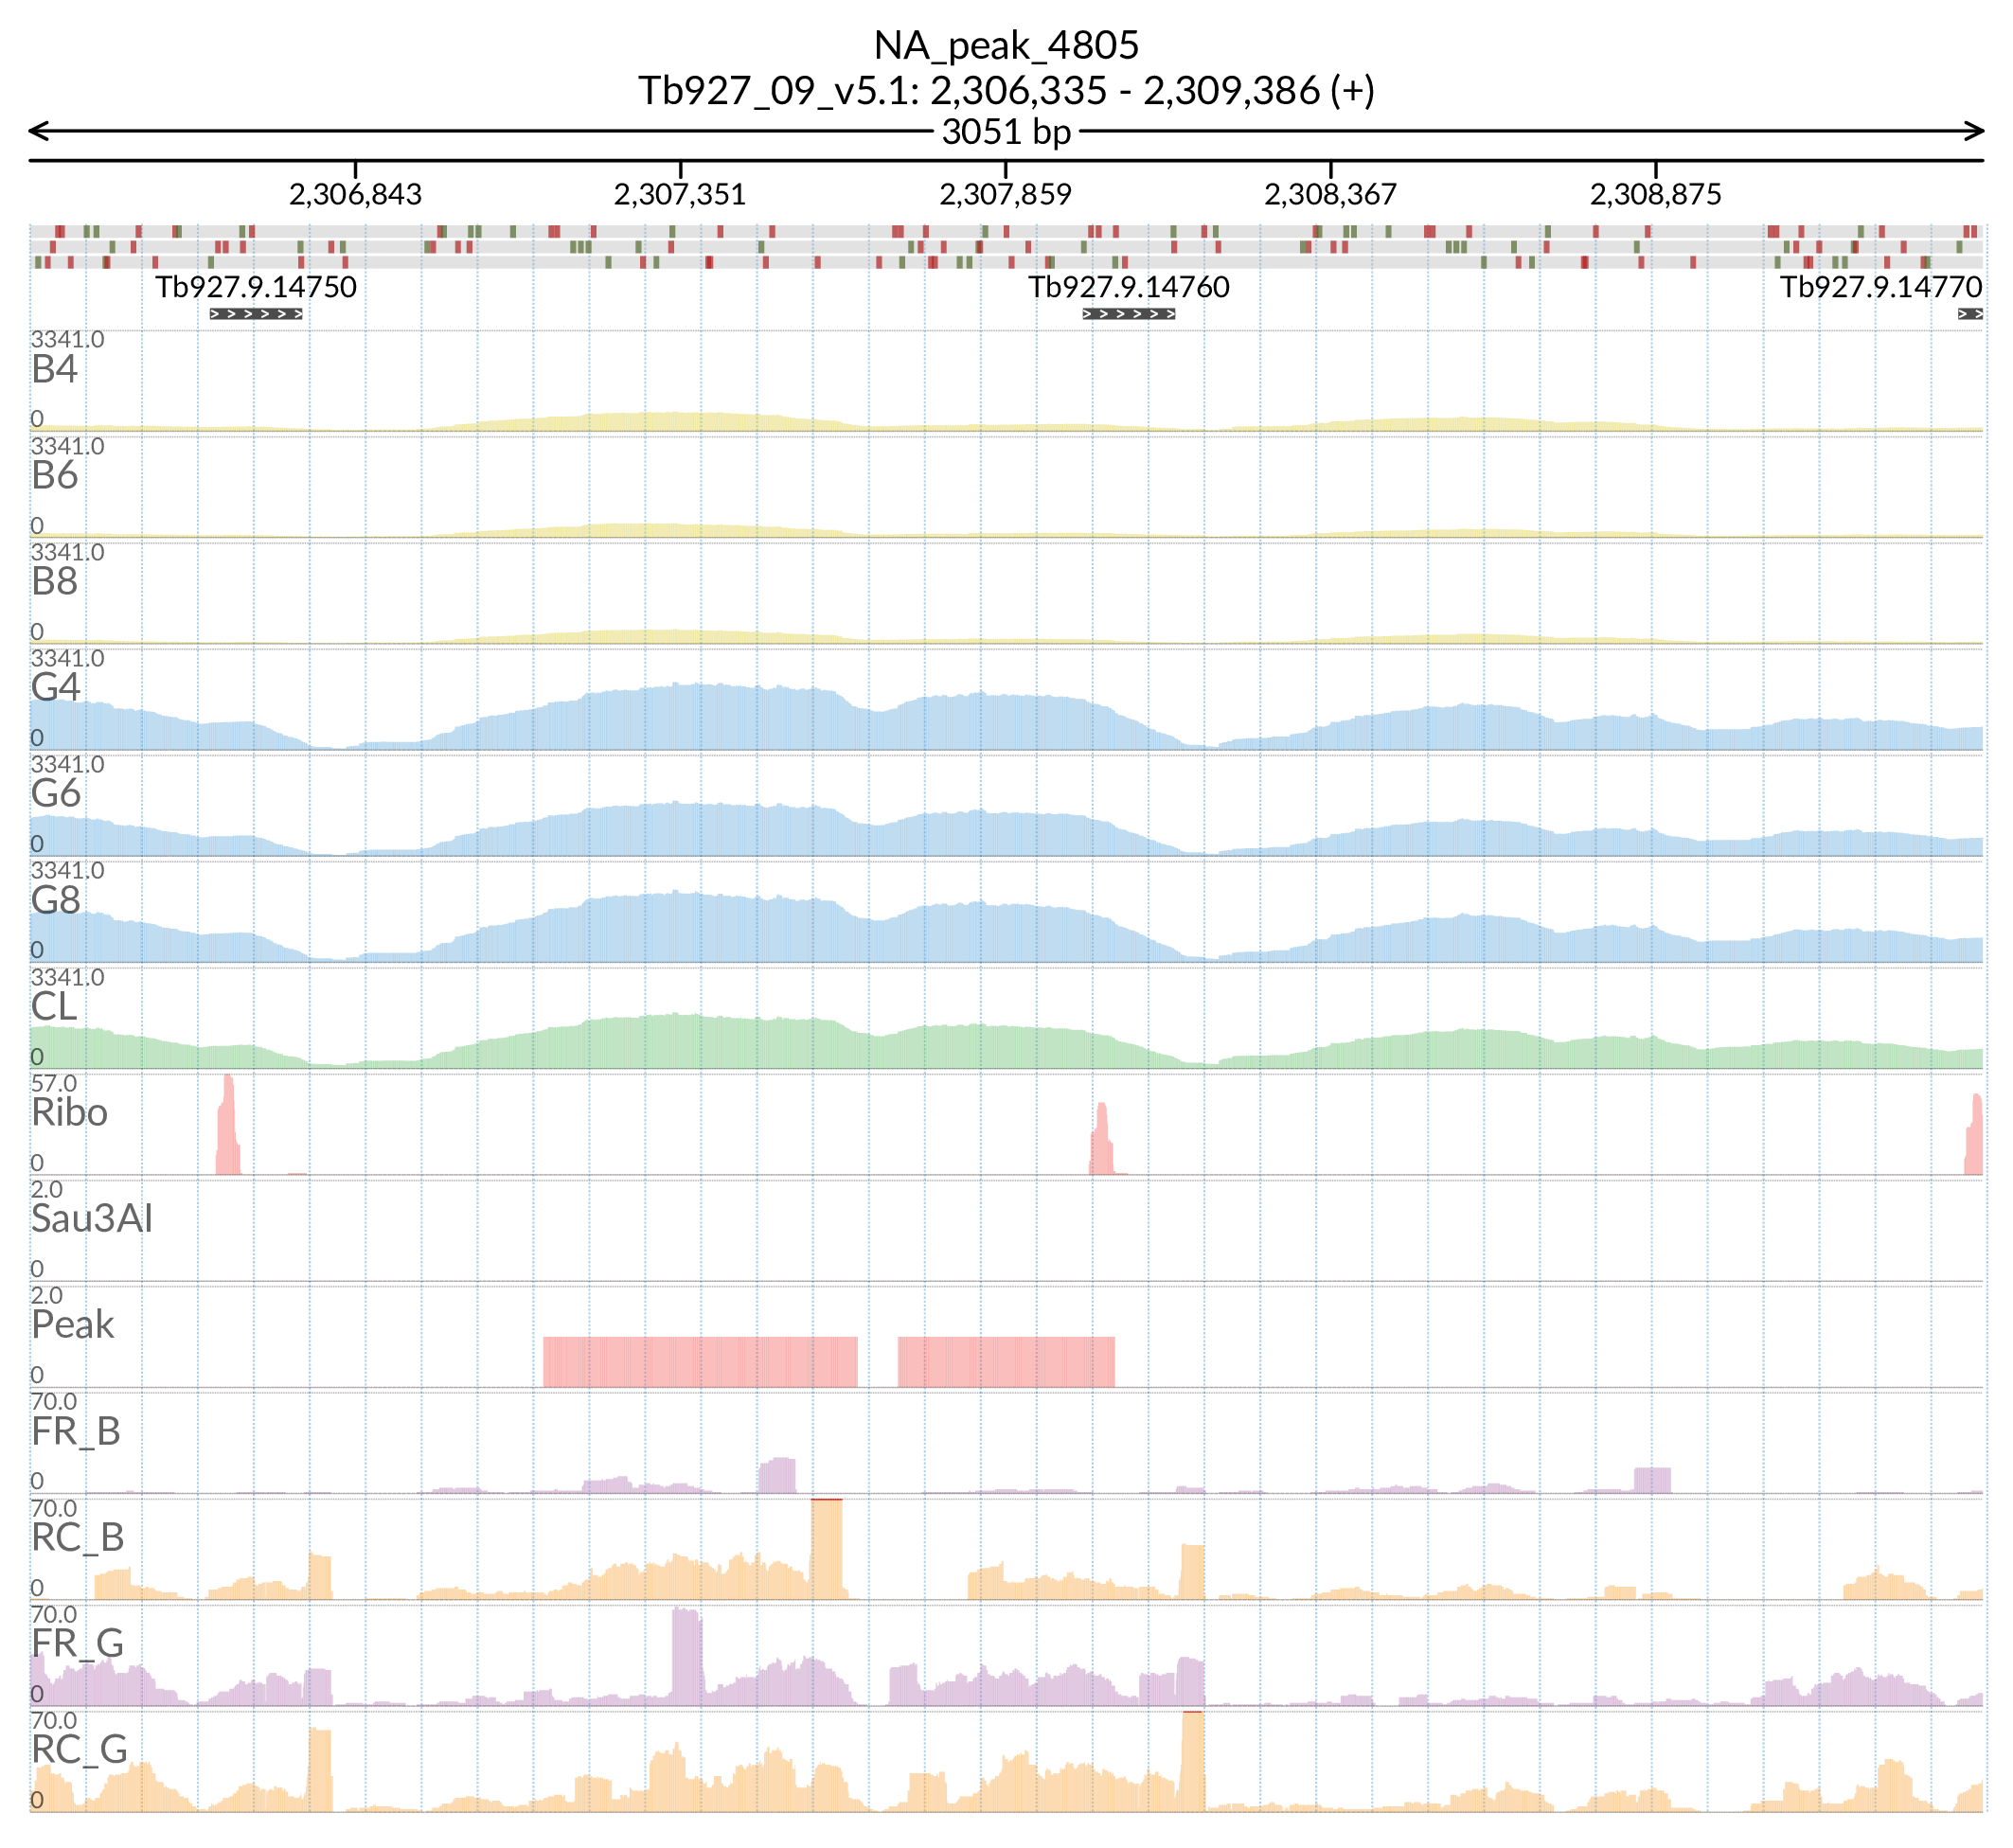 NA_peak_4805
Tb927_09_v5.1: 2,306,335 - 2,309,386 (+)
3051 bp
2,306,843 2,307,351 2,307,859 2,308,367 2,308,875
Tb927.9.14750 Tb927.9.14760 Tb927.9.14770
3341.0
B4
0
3341.0
B6
0
3341.0
B8
0
3341.0
G4
0
3341.0
G6
0
3341.0
G8
0
3341.0
CL
0
57.0
Ribo
0
2.0
Sau3AI
0
2.0
Peak
0
70.0
FR_B
0
70.0
RC_B
0
70.0
FR_G
0
70.0
RC_G
0